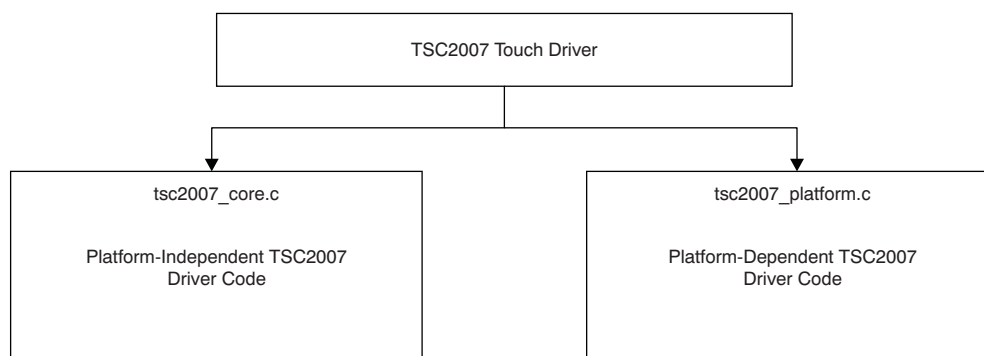 TSC2007 Touch Driver
tsc2007_core.c
Platform-Independent TSC2007
Driver Code
tsc2007_platform.c
Platform-Dependent TSC2007
Driver Code